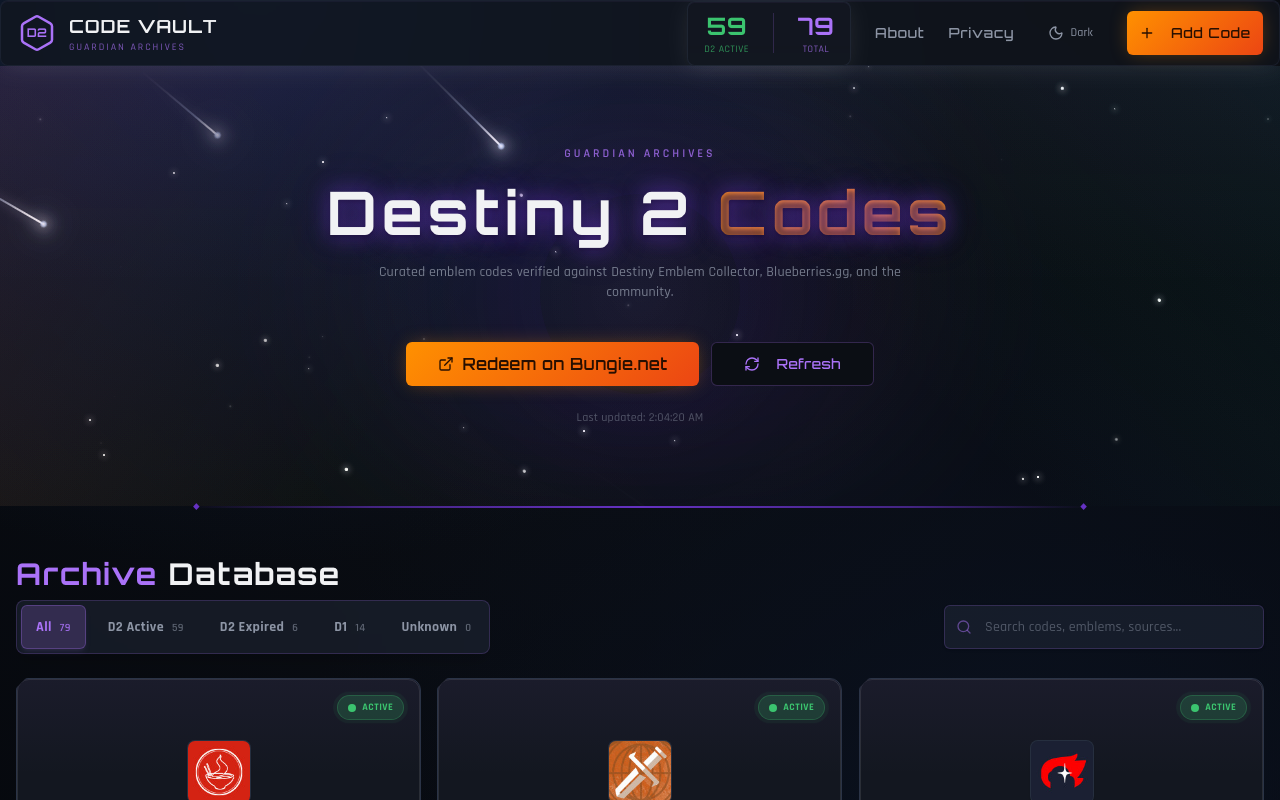 D2
CODE VAULT
GUARDIAN ARCHIVES
59
D2 ACTIVE
79
TOTAL
About
Privacy
Dark
+ Add Code
GUARDIAN ARCHIVES
Destiny 2 Codes
Curated emblem codes verified against Destiny Emblem Collector, Blueberries.gg, and the
community.
Redeem on Bungie.net
Refresh
Last updated: 2:04:20 AM
Archive Database
All 79
D2 Active 59
D2 Expired 6
D1 14
Unknown 0
Search codes, emblems, sources...
ACTIVE
ACTIVE
ACTIVE